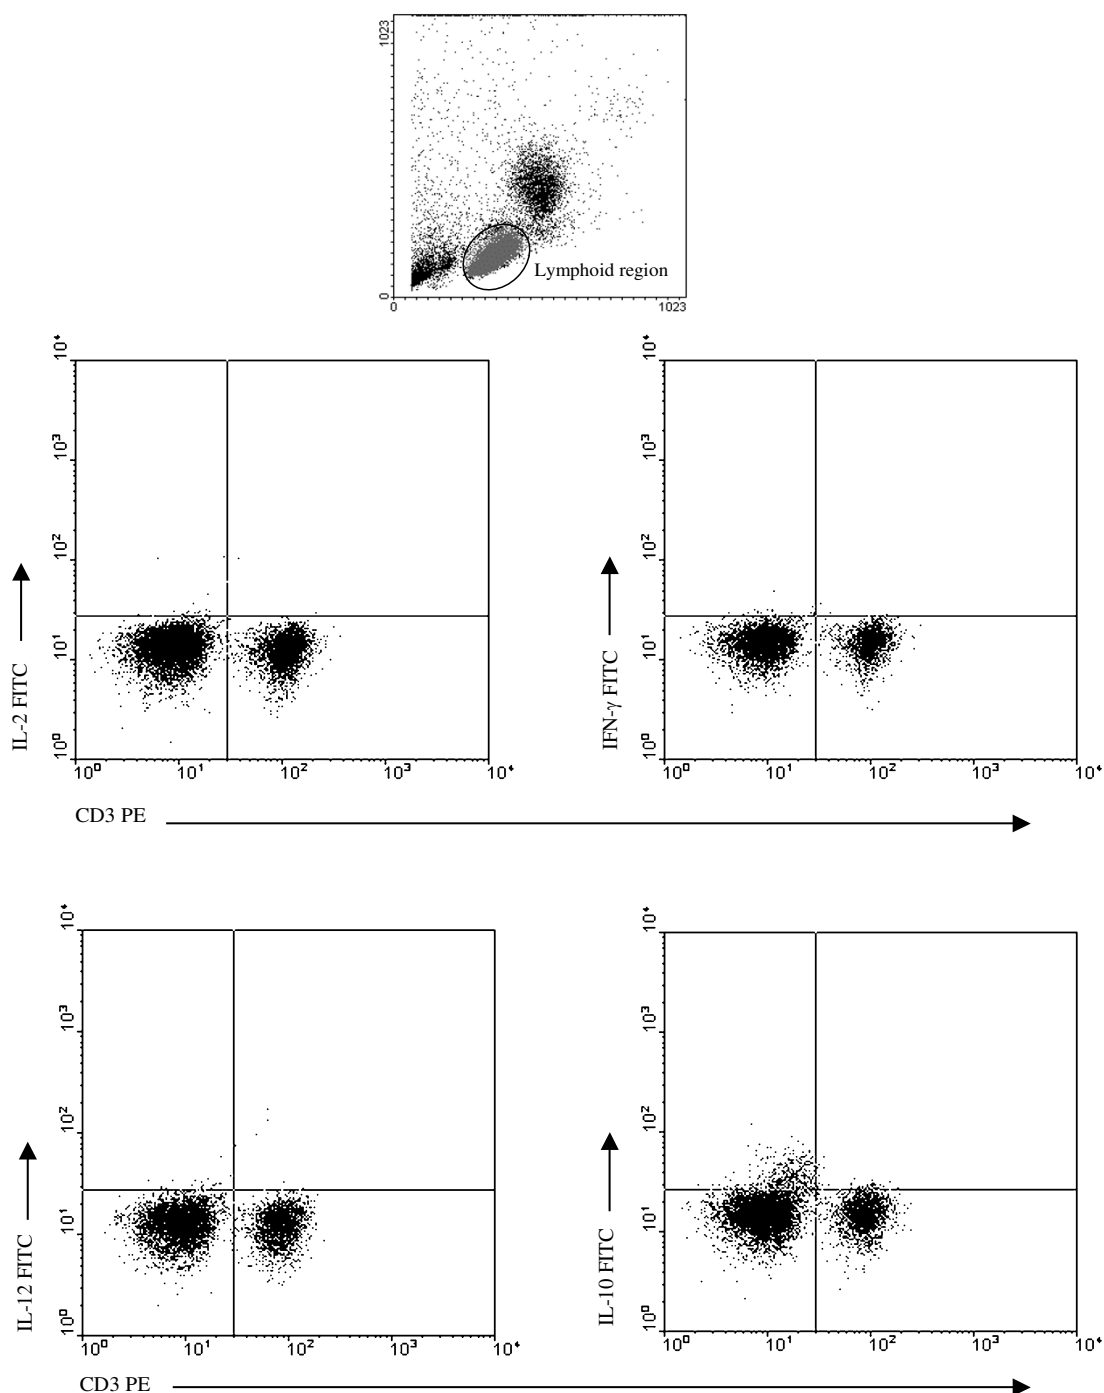 1023
Lymphoid region
0
0 1023
10⁴ 10⁴
10³ 10³
10² 10²
10¹ 10¹
10⁰ 10⁰
IL-2 FITC IFN-γ FITC
10⁰ 10¹ 10² 10³ 10⁴ 10⁰ 10¹ 10² 10³ 10⁴
CD3 PE
10⁴ 10⁴
10³ 10³
10² 10²
10¹ 10¹
10⁰ 10⁰
IL-12 FITC IL-10 FITC
10⁰ 10¹ 10² 10³ 10⁴ 10⁰ 10¹ 10² 10³ 10⁴
CD3 PE